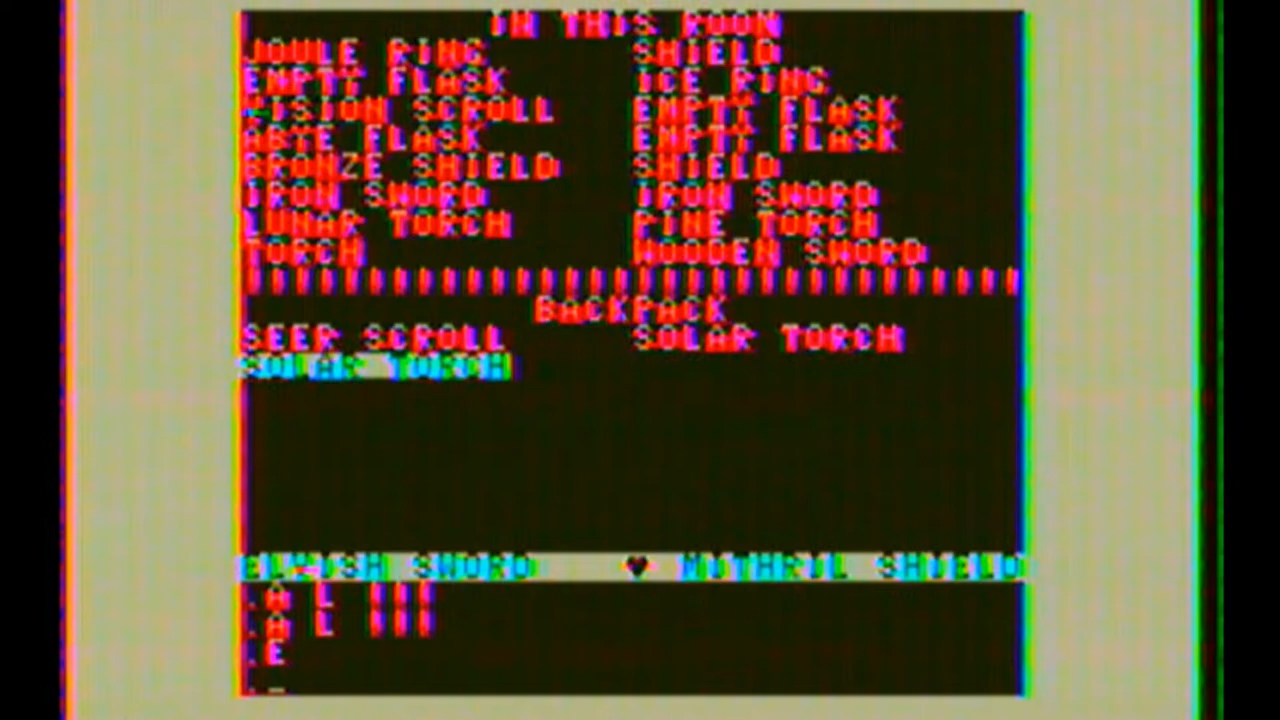 IN THIS ROOM
JOULE RING SHIELD
EMPTY FLASK ICE RING
VISION SCROLL EMPTY FLASK
ABYE FLASK EMPTY FLASK
BRONZE SHIELD SHIELD
IRON SWORD IRON SWORD
LUNAR TORCH PINE TORCH
TORCH WOODEN SWORD
!!!!!!!!!!!!!!!!!!!!!!!!!!!!!!!!
BACKPACK
SEER SCROLL SOLAR TORCH
SOLAR TORCH
ELVISH SWORD ♥ MITHRIL SHIELD
.A L !!!
.A L !!!
.E
._